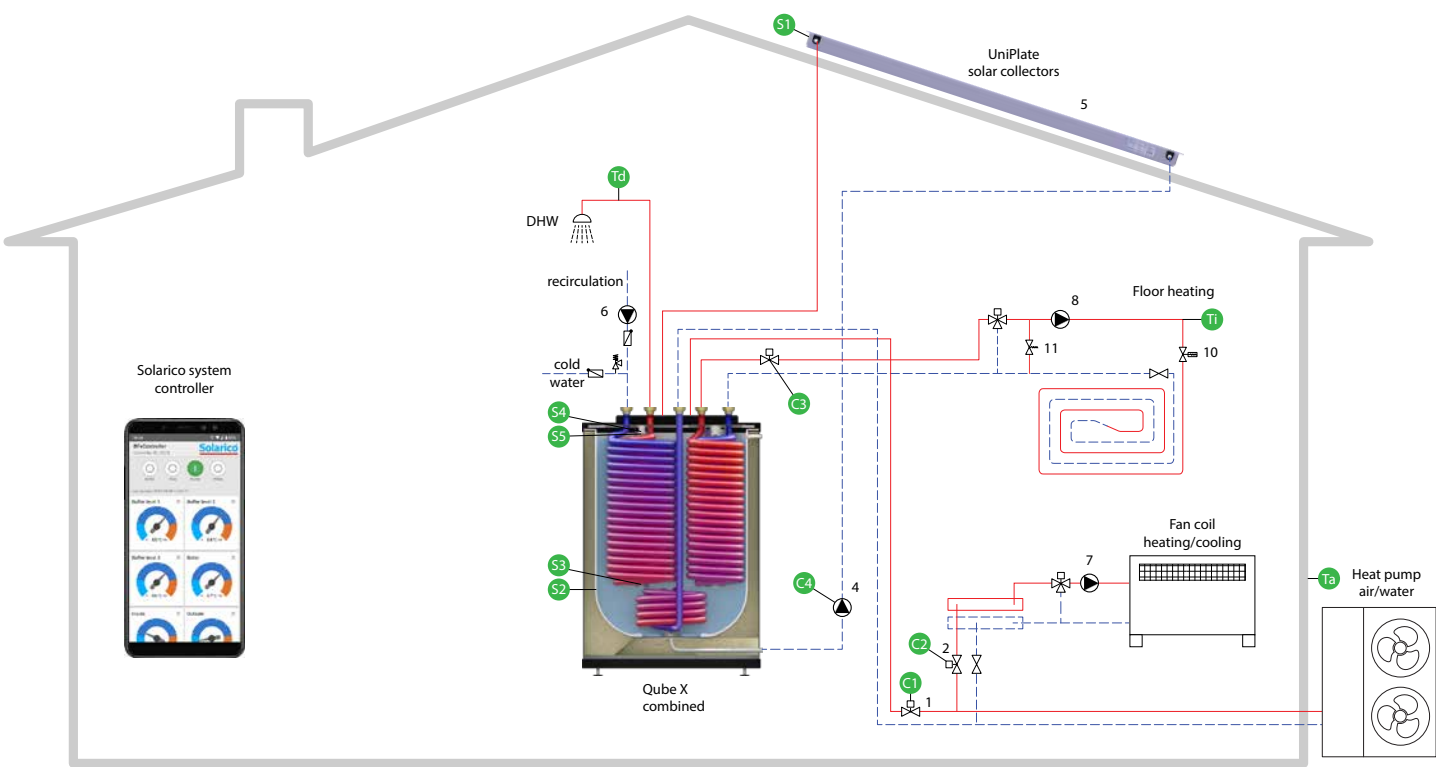 S1
UniPlate
solar collectors
5
Td
DHW
recirculation
6
8
Floor heating
Ti
11
10
cold
water
C3
Solarico system
controller
S4
S5
Solarico
Buffer level 1
Buffer level 2
Buffer level 3
Boiler
Inside
Outside
Fan coil
heating/cooling
7
S3
S2
C4
4
Ta
Heat pump
air/water
C2
2
C1
1
Qube X
combined